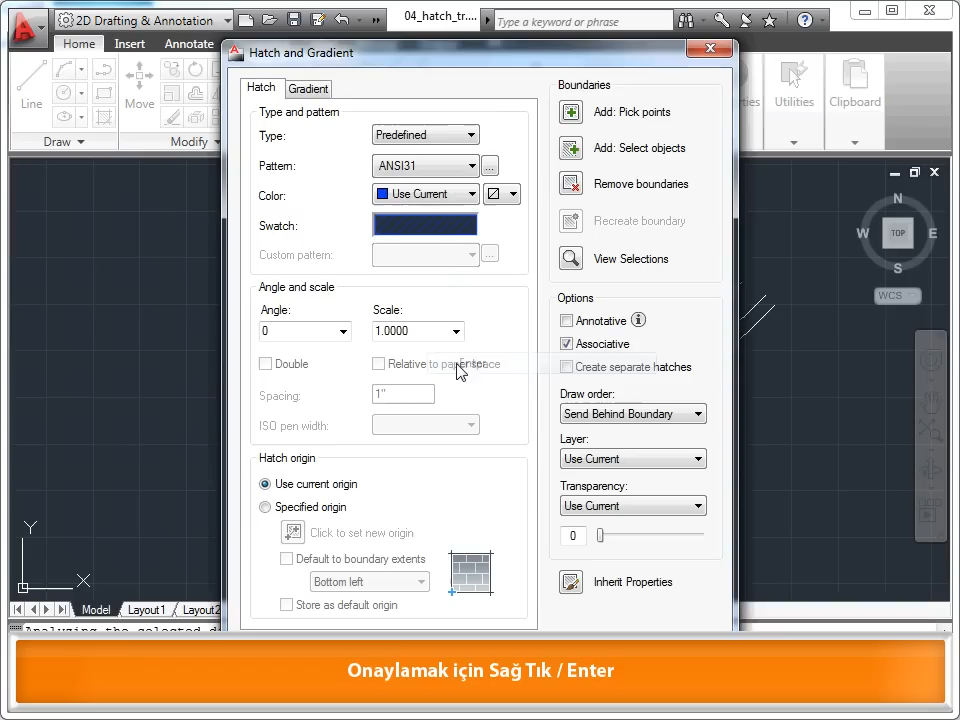 2D Drafting & Annotation
04_hatch_tr....
Type a keyword or phrase
Home
Insert
Annotate
Line
Move
Utilities
Clipboard
Draw
Modify
Hatch and Gradient
Hatch
Gradient
Type and pattern
Type:
Predefined
Pattern:
ANSI31
...
Color:
Use Current
Swatch:
Custom pattern:
...
Angle and scale
Angle:
Scale:
0
1.0000
Double
Relative to paper space
Enter
Spacing:
1"
ISO pen width:
Hatch origin
Use current origin
Specified origin
Click to set new origin
Default to boundary extents
Bottom left
Store as default origin
Boundaries
Add: Pick points
Add: Select objects
Remove boundaries
Recreate boundary
View Selections
Options
Annotative
Associative
Create separate hatches
Draw order:
Send Behind Boundary
Layer:
Use Current
Transparency:
Use Current
0
Inherit Properties
N
W
TOP
E
S
WCS
Y
X
Model
Layout1
Layout2
Onaylamak için Sağ Tık / Enter